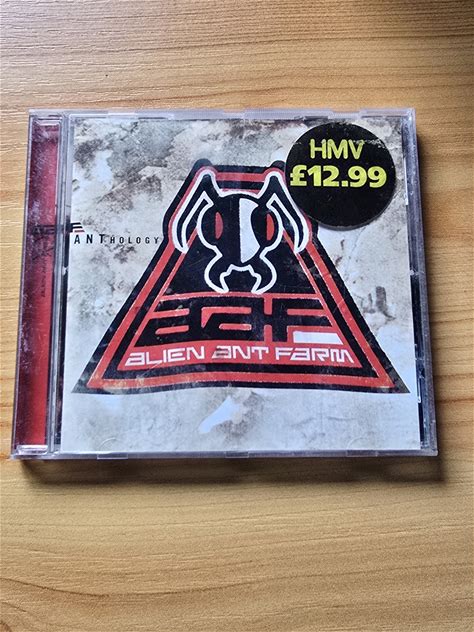 HMV
£12.99
ANTHOLOGY
aaf
ALIEN ANT FARM